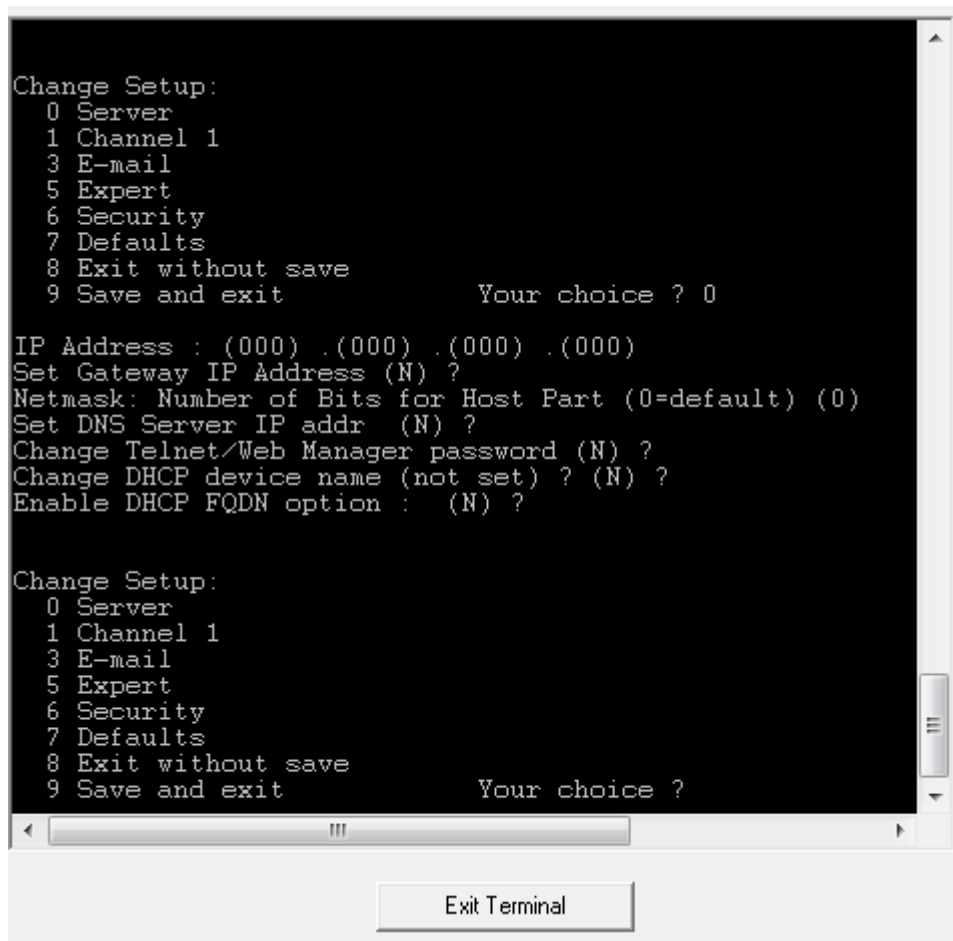 Change Setup:
0 Server
1 Channel 1
3 E-mail
5 Expert
6 Security
7 Defaults
8 Exit without save
9 Save and exit Your choice ? 0
IP Address : (000) .(000) .(000) .(000)
Set Gateway IP Address (N) ?
Netmask: Number of Bits for Host Part (0=default) (0)
Set DNS Server IP addr (N) ?
Change Telnet/Web Manager password (N) ?
Change DHCP device name (not set) ? (N) ?
Enable DHCP FQDN option : (N) ?
Change Setup:
0 Server
1 Channel 1
3 E-mail
5 Expert
6 Security
7 Defaults
8 Exit without save
9 Save and exit Your choice ?
Exit Terminal